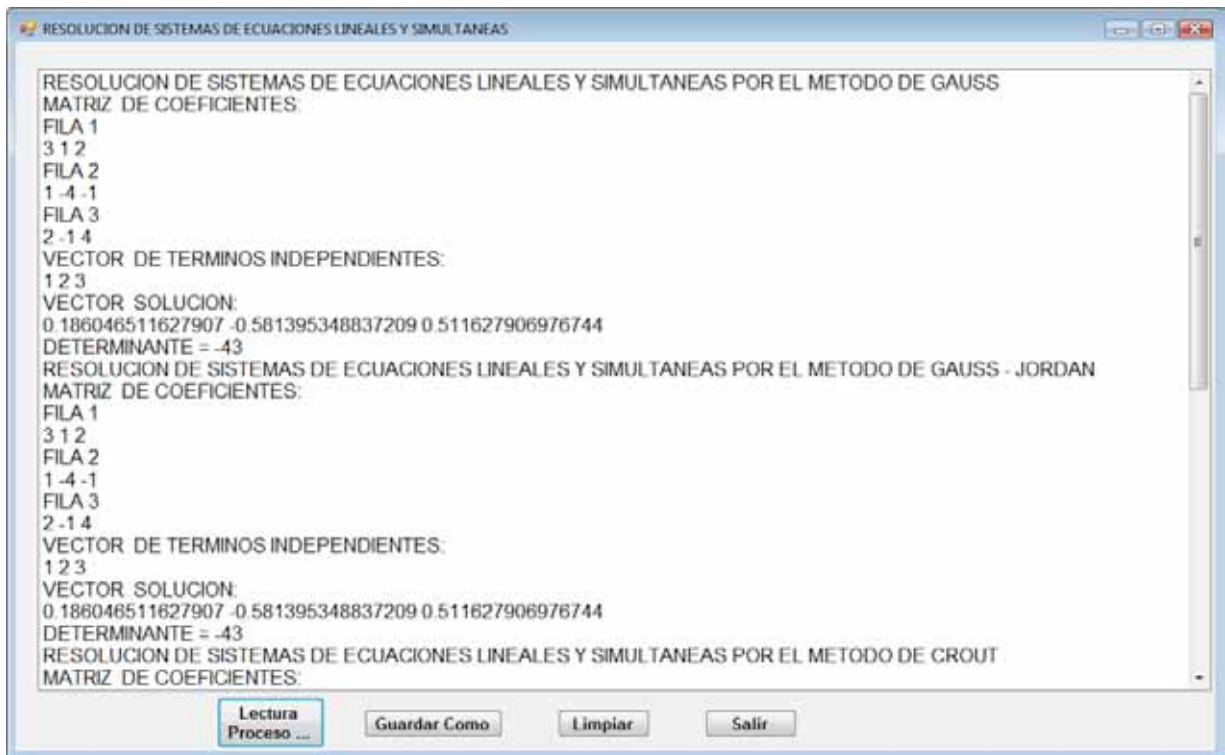 RESOLUCION DE SISTEMAS DE ECUACIONES LINEALES Y SIMULTANEAS
RESOLUCION DE SISTEMAS DE ECUACIONES LINEALES Y SIMULTANEAS POR EL METODO DE GAUSS
MATRIZ DE COEFICIENTES:
FILA 1
3 1 2
FILA 2
1 -4 -1
FILA 3
2 -1 4
VECTOR DE TERMINOS INDEPENDIENTES:
1 2 3
VECTOR SOLUCION:
0.186046511627907 -0.581395348837209 0.511627906976744
DETERMINANTE = -43
RESOLUCION DE SISTEMAS DE ECUACIONES LINEALES Y SIMULTANEAS POR EL METODO DE GAUSS - JORDAN
MATRIZ DE COEFICIENTES:
FILA 1
3 1 2
FILA 2
1 -4 -1
FILA 3
2 -1 4
VECTOR DE TERMINOS INDEPENDIENTES:
1 2 3
VECTOR SOLUCION:
0.186046511627907 -0.581395348837209 0.511627906976744
DETERMINANTE = -43
RESOLUCION DE SISTEMAS DE ECUACIONES LINEALES Y SIMULTANEAS POR EL METODO DE CROUT
MATRIZ DE COEFICIENTES:
Lectura
Proceso ...
Guardar Como
Limpiar
Salir